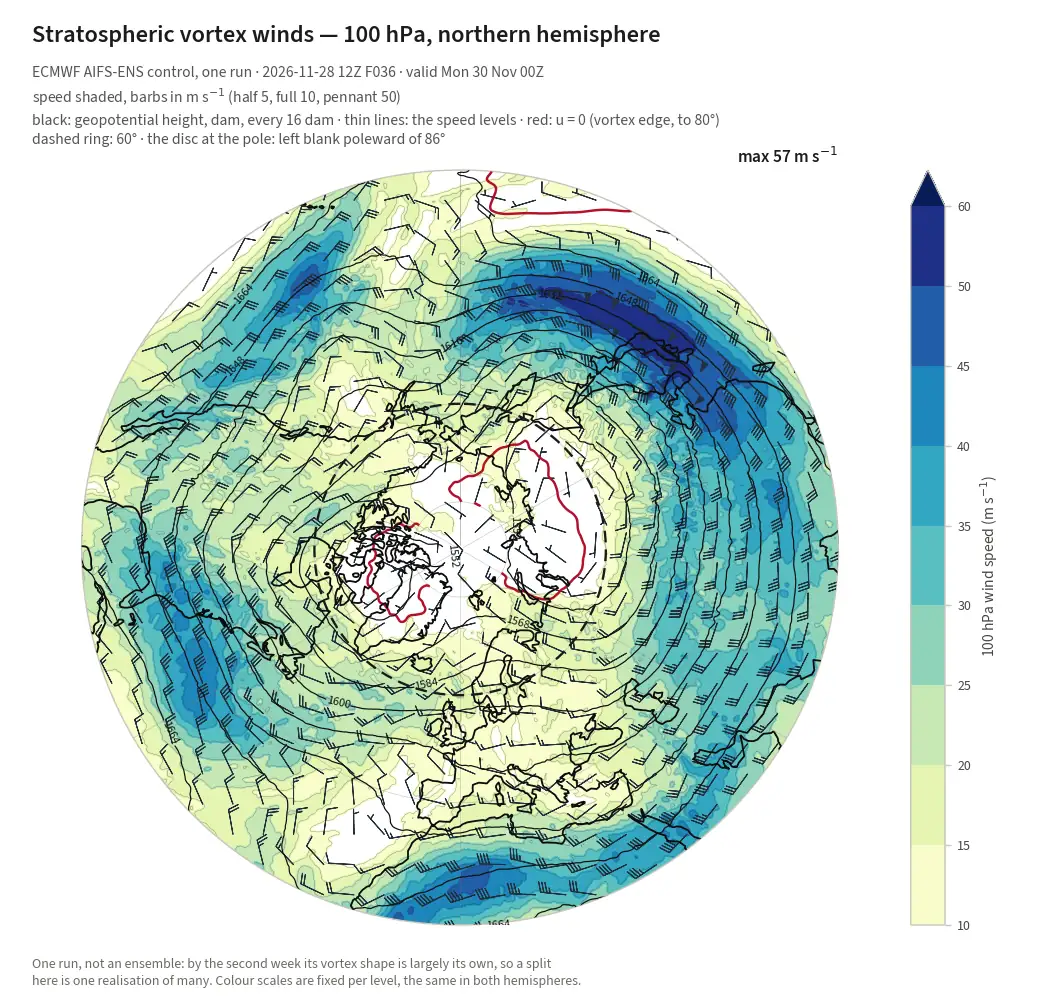 Stratospheric vortex winds — 100 hPa, northern hemisphere
ECMWF AIFS-ENS control, one run · 2026-11-28 12Z F036 · valid Mon 30 Nov 00Z
speed shaded, barbs in m s⁻¹ (half 5, full 10, pennant 50)
black: geopotential height, dam, every 16 dam · thin lines: the speed levels · red: u = 0 (vortex edge, to 80°)
dashed ring: 60° · the disc at the pole: left blank poleward of 86°
max 57 m s⁻¹
60
50
45
40
35
30
25
20
15
10
100 hPa wind speed (m s⁻¹)
1664
1648
1616
1648
1592
1568
1584
1600
1664
1664
One run, not an ensemble: by the second week its vortex shape is largely its own, so a split
here is one realisation of many. Colour scales are fixed per level, the same in both hemispheres.